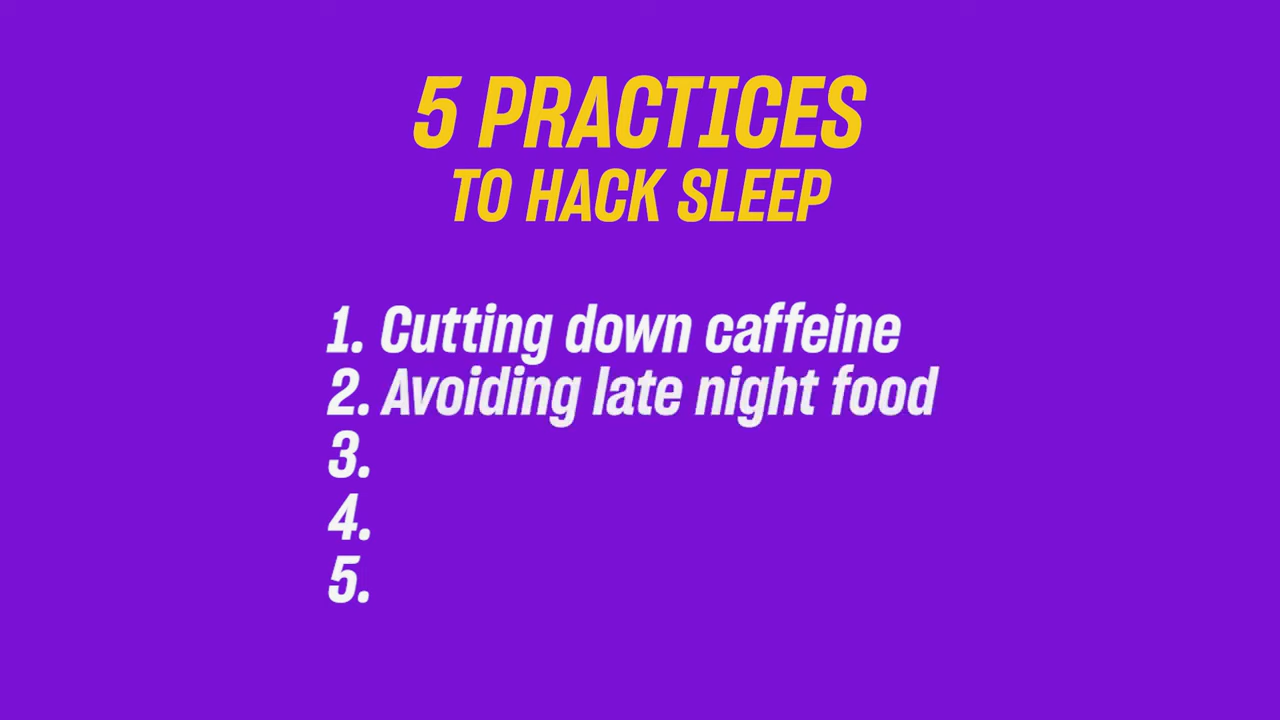 5 PRACTICES
TO HACK SLEEP
1. Cutting down caffeine
2. Avoiding late night food
3.
4.
5.